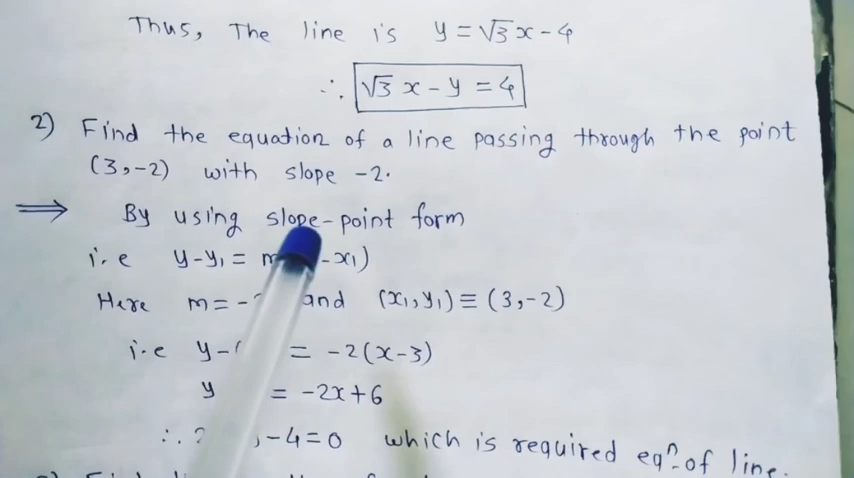 Thus, The line is y = √3x - 4
∴ √3 x - y = 4
2) Find the equation of a line passing through the point
(3,-2) with slope -2.
⟹ By using slope-point form
i.e y-y₁ = m -x₁)
Here m = - and (x₁,y₁) ≡ (3,-2)
i.e y-( = -2(x-3)
y = -2x+6
∴ -4=0 which is required eqⁿ. of line.